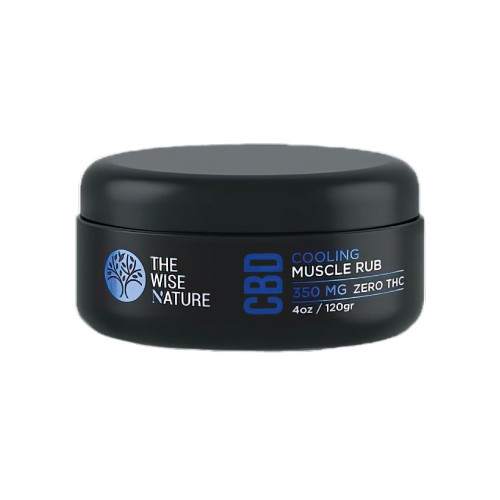 THE
WISE
NATURE
CBD
COOLING
MUSCLE RUB
350 MG ZERO THC
4oz / 120gr